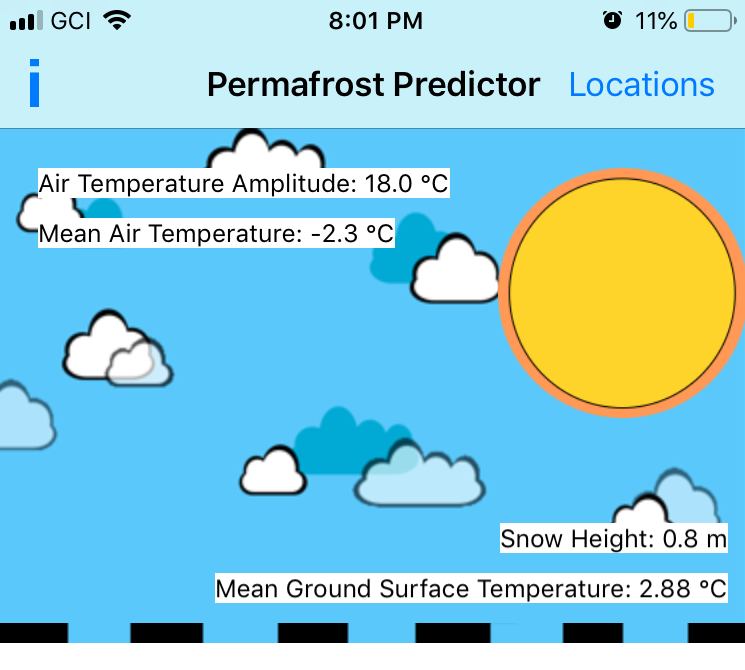 GCI 8:01 PM 11%
i Permafrost Predictor Locations
Air Temperature Amplitude: 18.0 °C
Mean Air Temperature: -2.3 °C
Snow Height: 0.8 m
Mean Ground Surface Temperature: 2.88 °C